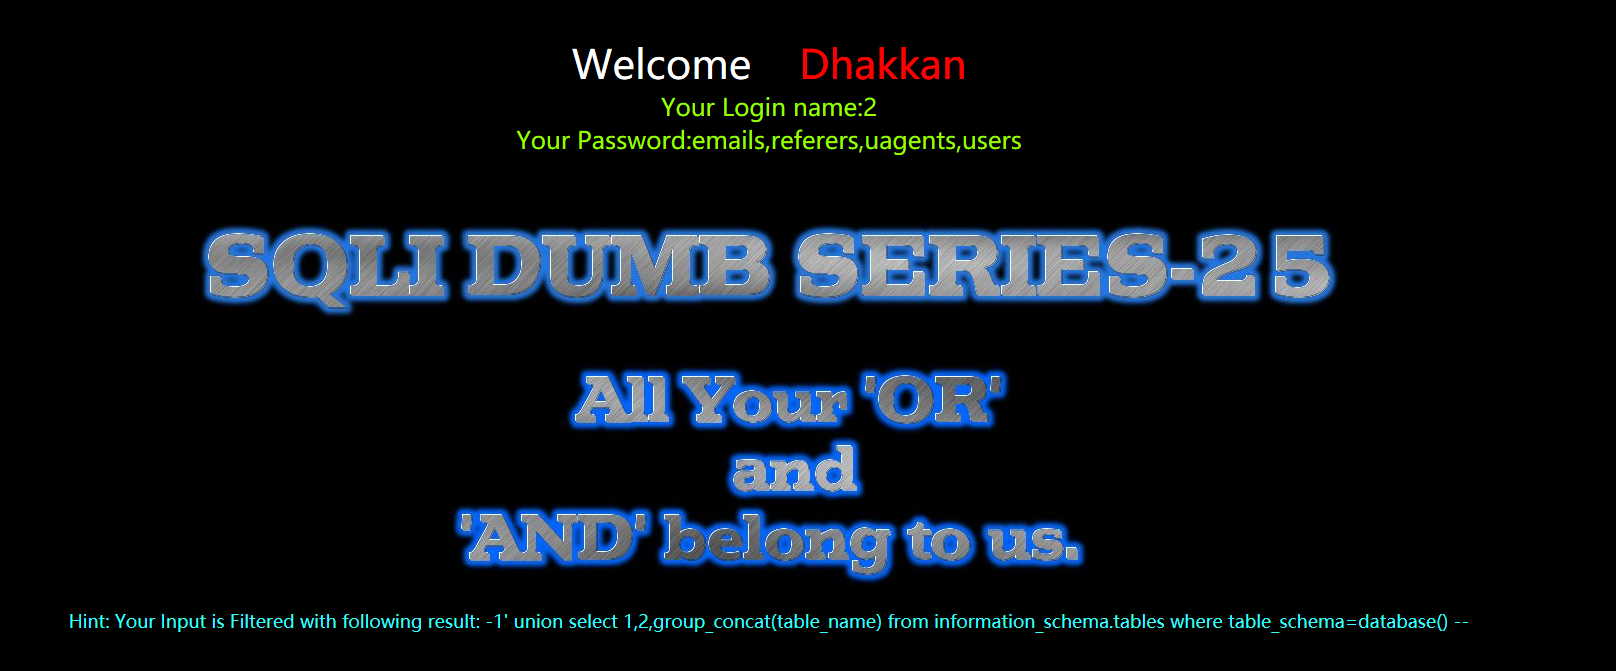 Welcome Dhakkan
Your Login name:2
Your Password:emails,referers,uagents,users
SQLI DUMB SERIES-25
All Your 'OR'
and
'AND' belong to us.
Hint: Your Input is Filtered with following result: -1' union select 1,2,group_concat(table_name) from information_schema.tables where table_schema=database() --